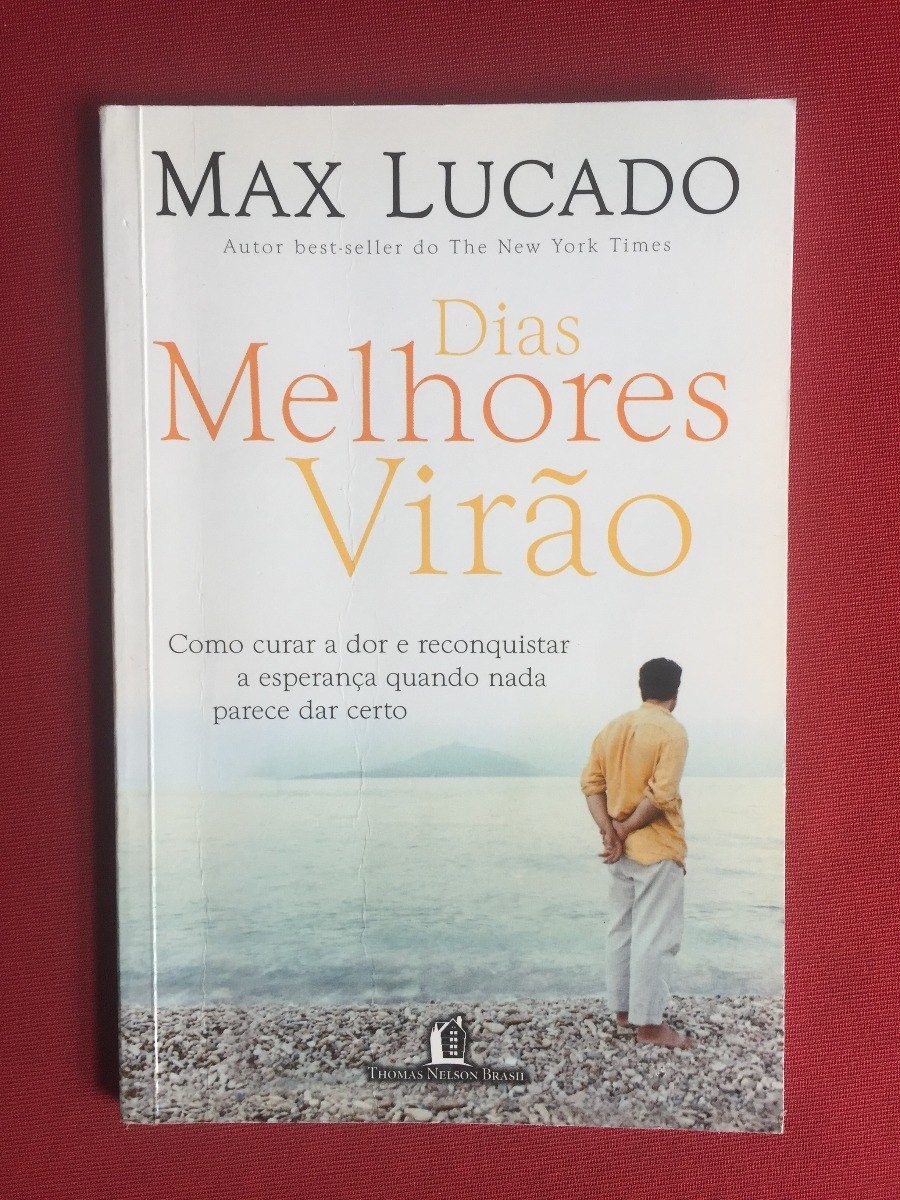 MAX LUCADO
Autor best-seller do The New York Times
Dias
Melhores
Virão
Como curar a dor e reconquistar
a esperança quando nada
parece dar certo
THOMAS NELSON BRASIL